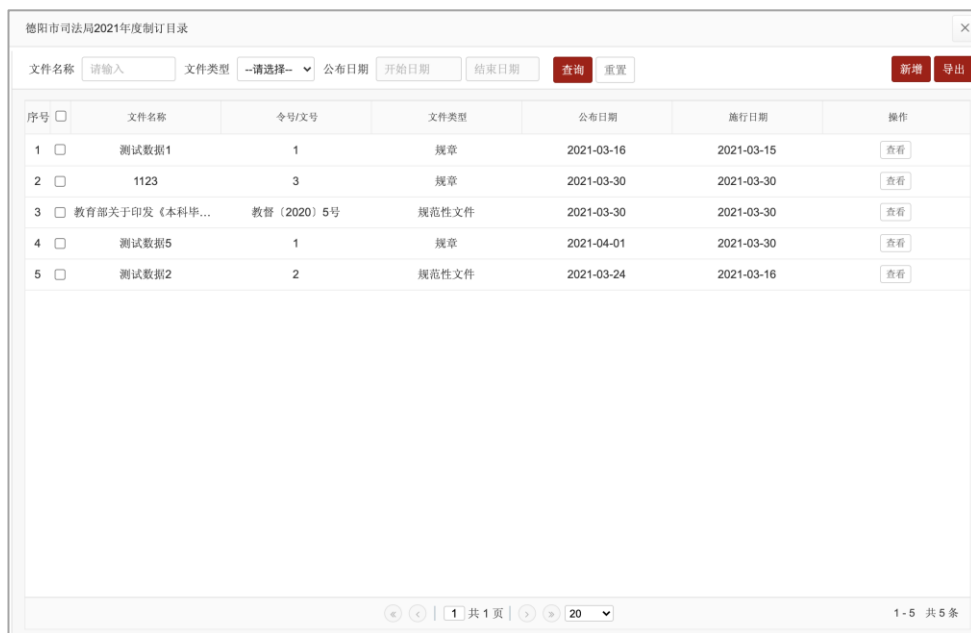 德阳市司法局2021年度制订目录 ×
文件名称 请输入 文件类型 --请选择-- 公布日期 开始日期 结束日期 查询 重置 新增 导出
序号 文件名称 令号/文号 文件类型 公布日期 施行日期 操作
1 测试数据1 1 规章 2021-03-16 2021-03-15 查看
2 1123 3 规章 2021-03-30 2021-03-30 查看
3 教育部关于印发《本科毕... 教督〔2020〕5号 规范性文件 2021-03-30 2021-03-30 查看
4 测试数据5 1 规章 2021-04-01 2021-03-30 查看
5 测试数据2 2 规范性文件 2021-03-24 2021-03-16 查看
« ‹ | 1 共 1 页 | › » 20 1 - 5 共 5 条